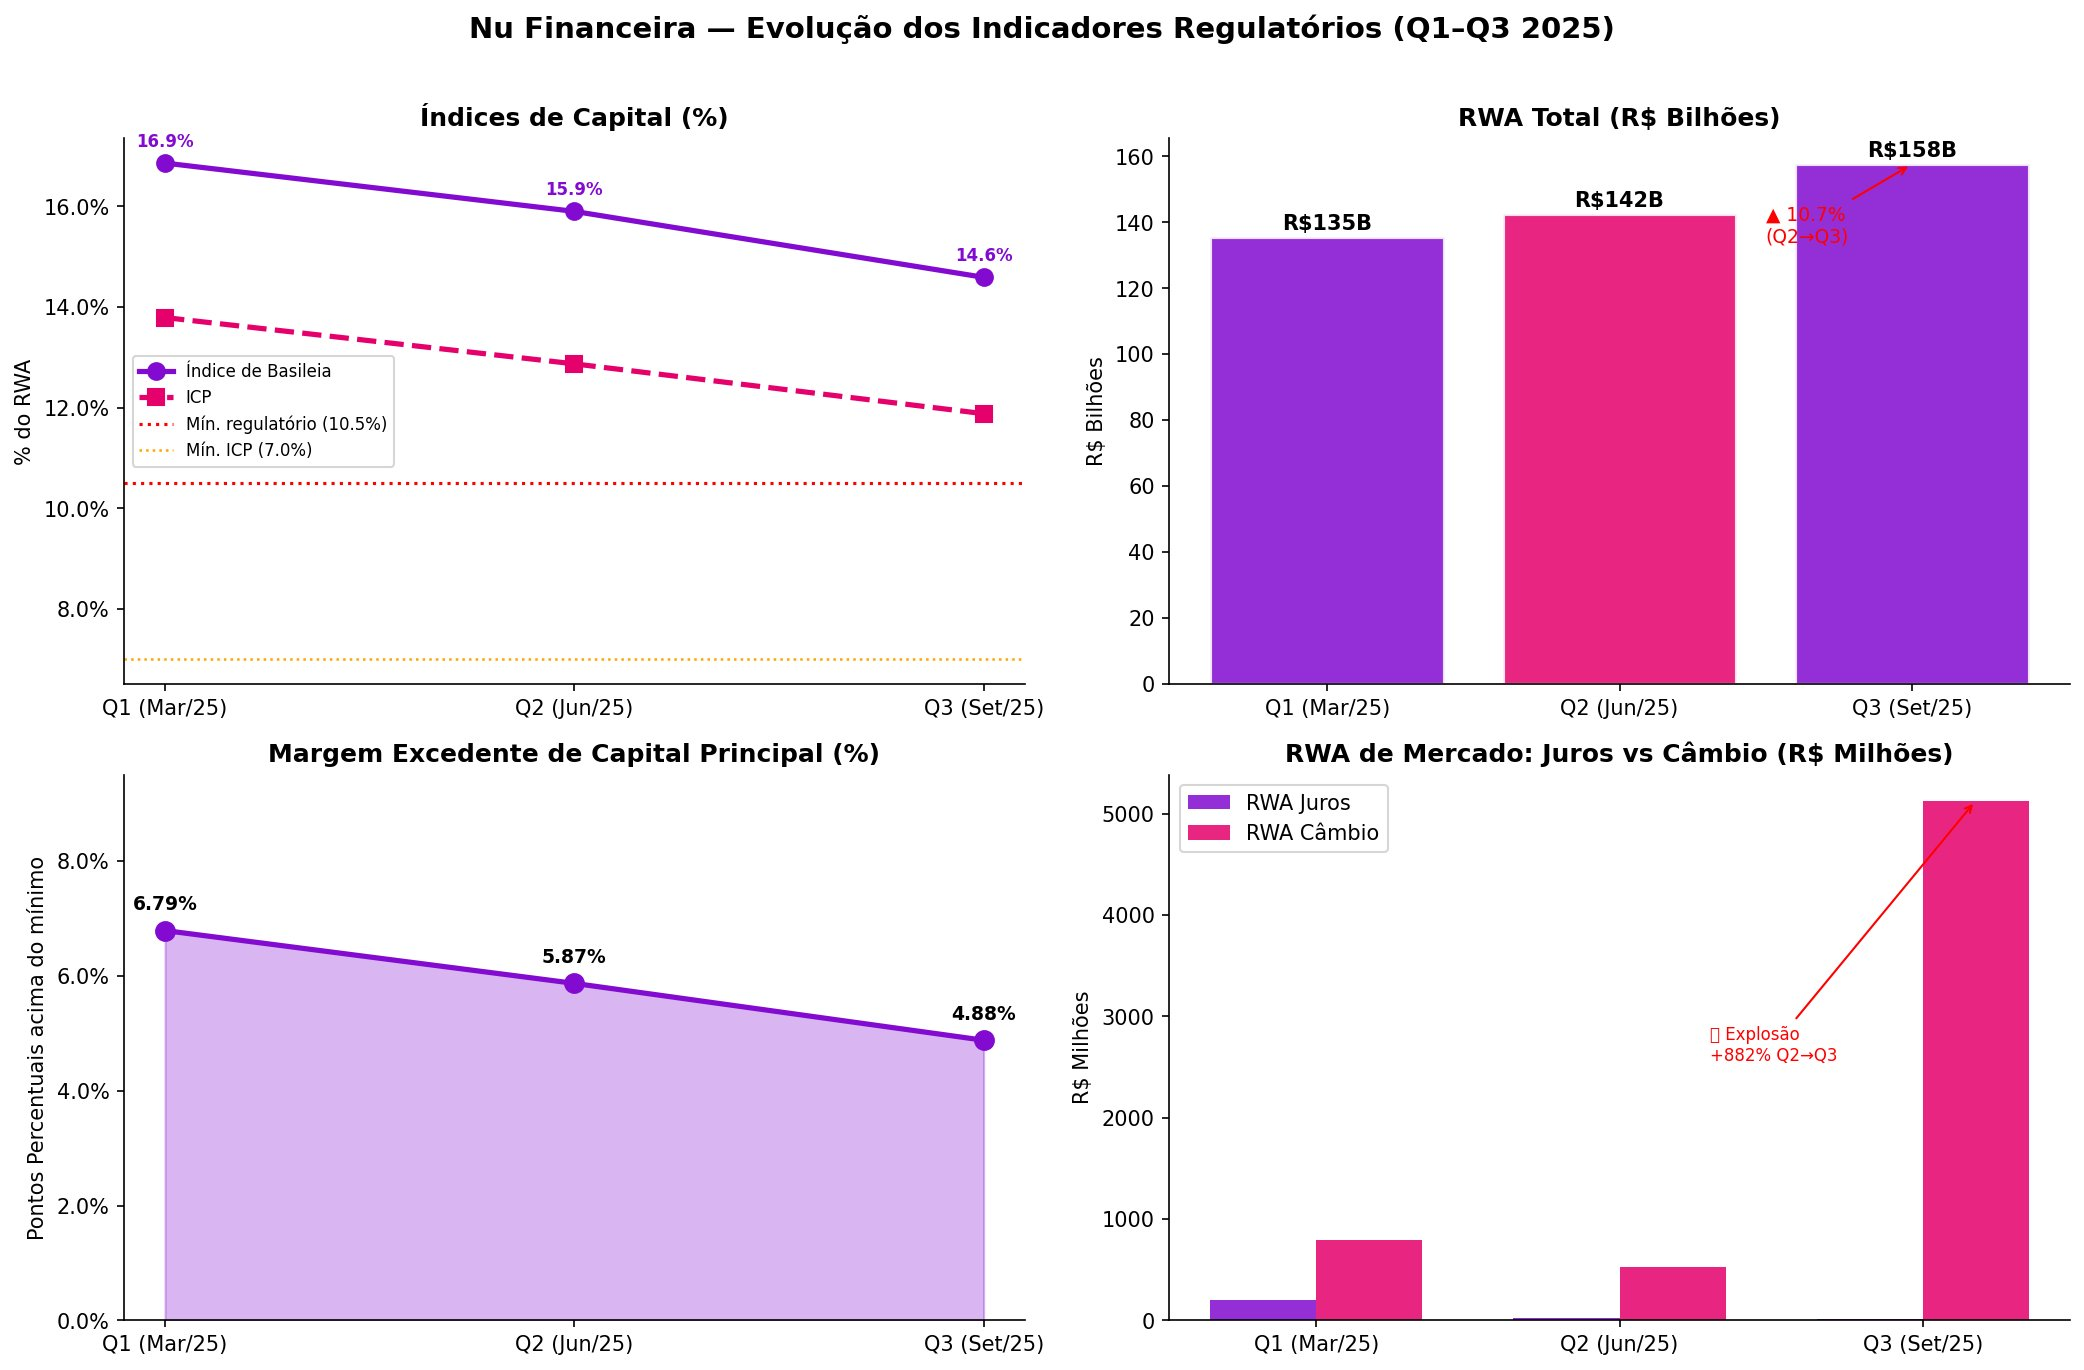 Nu Financeira — Evolução dos Indicadores Regulatórios (Q1–Q3 2025)
Índices de Capital (%)
16.9%
15.9%
14.6%
16.0%
14.0%
12.0%
10.0%
8.0%
% do RWA
Índice de Basileia
ICP
Mín. regulatório (10.5%)
Mín. ICP (7.0%)
Q1 (Mar/25)
Q2 (Jun/25)
Q3 (Set/25)
RWA Total (R$ Bilhões)
R$135B
R$142B
R$158B
▲ 10.7%
(Q2→Q3)
160
140
120
100
80
60
40
20
0
R$ Bilhões
Q1 (Mar/25)
Q2 (Jun/25)
Q3 (Set/25)
Margem Excedente de Capital Principal (%)
6.79%
5.87%
4.88%
8.0%
6.0%
4.0%
2.0%
0.0%
Pontos Percentuais acima do mínimo
Q1 (Mar/25)
Q2 (Jun/25)
Q3 (Set/25)
RWA de Mercado: Juros vs Câmbio (R$ Milhões)
RWA Juros
RWA Câmbio
Explosão
+882% Q2→Q3
5000
4000
3000
2000
1000
0
R$ Milhões
Q1 (Mar/25)
Q2 (Jun/25)
Q3 (Set/25)